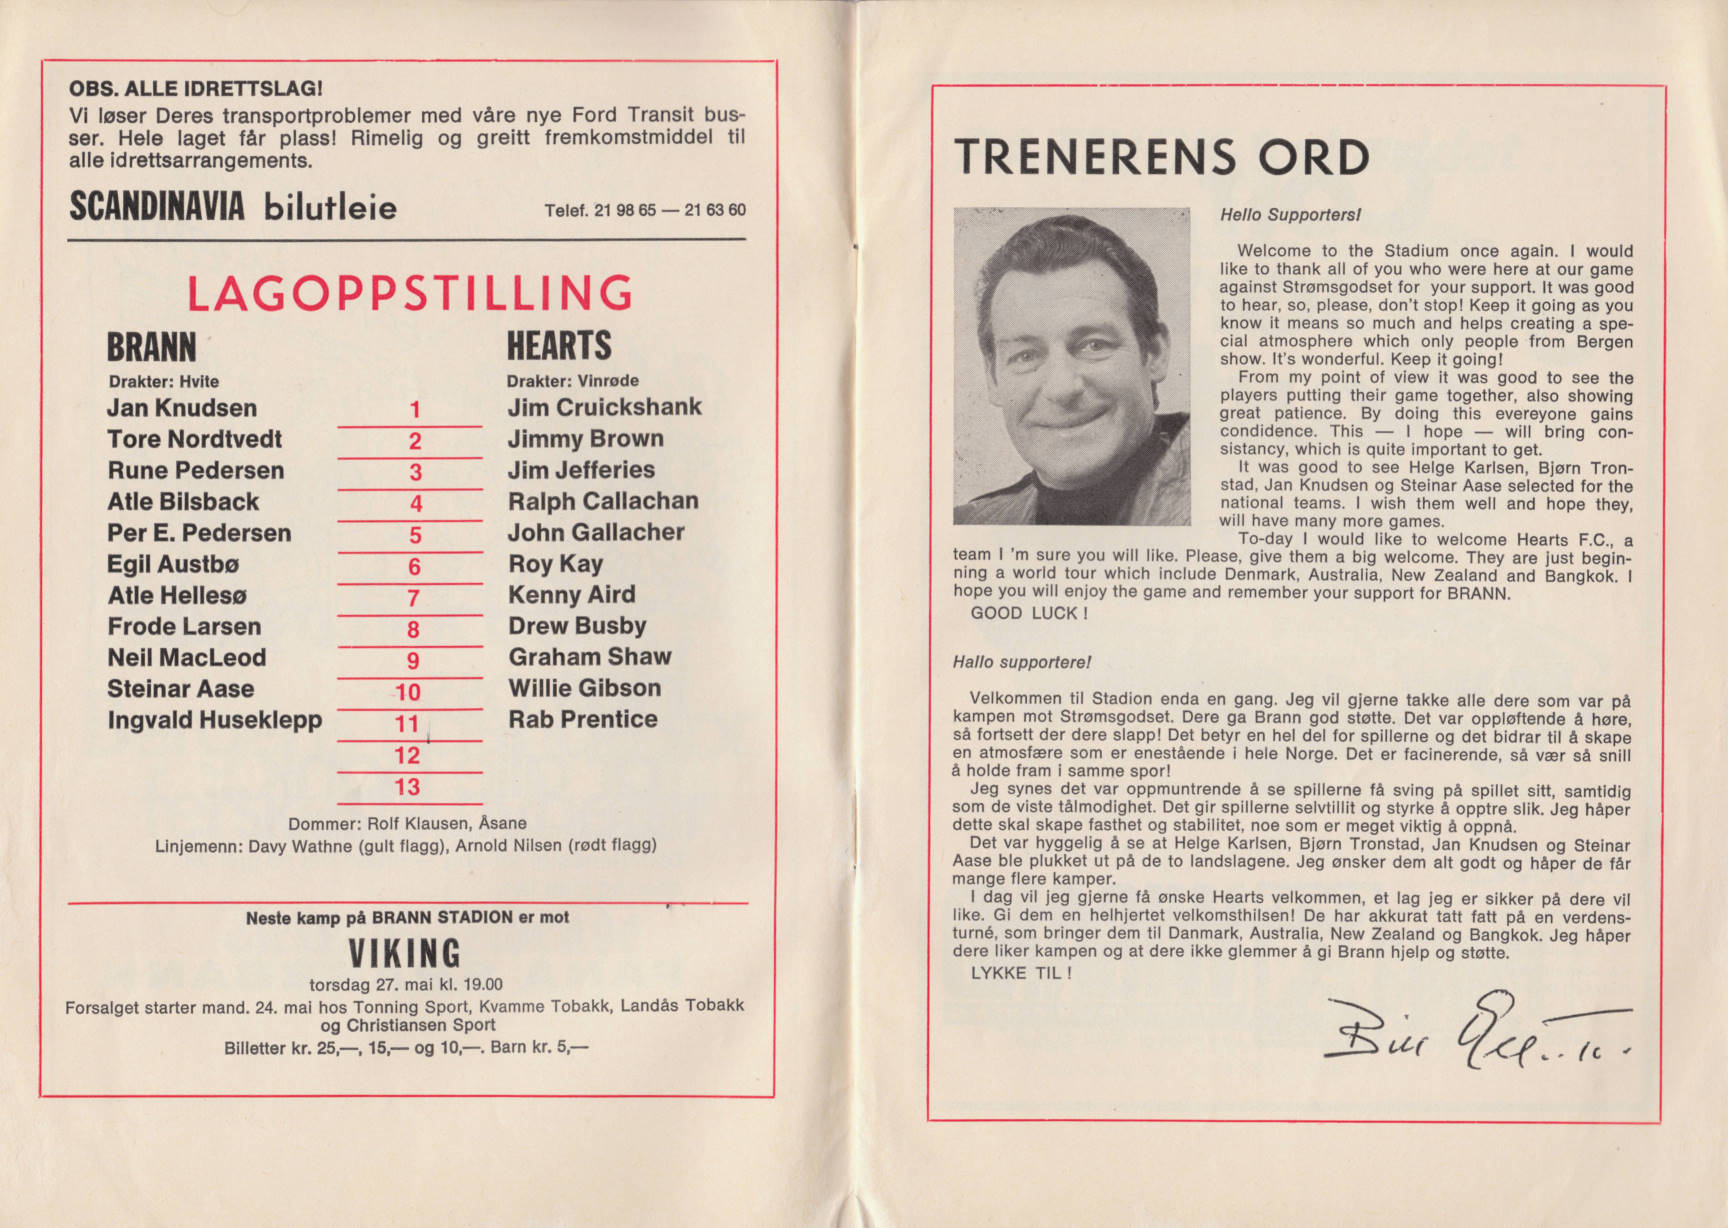 OBS. ALLE IDRETTSLAG!
Vi løser Deres transportproblemer med våre nye Ford Transit bus-
ser. Hele laget får plass! Rimelig og greitt fremkomstmiddel til
alle idrettsarrangements.
SCANDINAVIA bilutleie Telef. 21 98 65 — 21 63 60
LAGOPPSTILLING
BRANN HEARTS
Drakter: Hvite Drakter: Vinrøde
Jan Knudsen 1 Jim Cruickshank
Tore Nordtvedt 2 Jimmy Brown
Rune Pedersen 3 Jim Jefferies
Atle Bilsback 4 Ralph Callachan
Per E. Pedersen 5 John Gallacher
Egil Austbø 6 Roy Kay
Atle Hellesø 7 Kenny Aird
Frode Larsen 8 Drew Busby
Neil MacLeod 9 Graham Shaw
Steinar Aase 10 Willie Gibson
Ingvald Huseklepp 11 Rab Prentice
12
13
Dommer: Rolf Klausen, Åsane
Linjemenn: Davy Wathne (gult flagg), Arnold Nilsen (rødt flagg)
Neste kamp på BRANN STADION er mot
VIKING
torsdag 27. mai kl. 19.00
Forsalget starter mand. 24. mai hos Tonning Sport, Kvamme Tobakk, Landås Tobakk
og Christiansen Sport
Billetter kr. 25,—, 15,— og 10,—. Barn kr. 5,—
TRENERENS ORD
Hello Supporters!
Welcome to the Stadium once again. I would
like to thank all of you who were here at our game
against Strømsgodset for your support. It was good
to hear, so, please, don't stop! Keep it going as you
know it means so much and helps creating a spe-
cial atmosphere which only people from Bergen
show. It's wonderful. Keep it going!
From my point of view it was good to see the
players putting their game together, also showing
great patience. By doing this evereyone gains
condidence. This — I hope — will bring con-
sistancy, which is quite important to get.
It was good to see Helge Karlsen, Bjørn Tron-
stad, Jan Knudsen og Steinar Aase selected for the
national teams. I wish them well and hope they,
will have many more games.
To-day I would like to welcome Hearts F.C., a
team I 'm sure you will like. Please, give them a big welcome. They are just begin-
ning a world tour which include Denmark, Australia, New Zealand and Bangkok. I
hope you will enjoy the game and remember your support for BRANN.
GOOD LUCK !
Hallo supportere!
Velkommen til Stadion enda en gang. Jeg vil gjerne takke alle dere som var på
kampen mot Strømsgodset. Dere ga Brann god støtte. Det var oppløftende å høre,
så fortsett der dere slapp! Det betyr en hel del for spillerne og det bidrar til å skape
en atmosfære som er enestående i hele Norge. Det er facinerende, så vær så snill
å holde fram i samme spor!
Jeg synes det var oppmuntrende å se spillerne få sving på spillet sitt, samtidig
som de viste tålmodighet. Det gir spillerne selvtillit og styrke å opptre slik. Jeg håper
dette skal skape fasthet og stabilitet, noe som er meget viktig å oppnå.
Det var hyggelig å se at Helge Karlsen, Bjørn Tronstad, Jan Knudsen og Steinar
Aase ble plukket ut på de to landslagene. Jeg ønsker dem alt godt og håper de får
mange flere kamper.
I dag vil jeg gjerne få ønske Hearts velkommen, et lag jeg er sikker på dere vil
like. Gi dem en helhjertet velkomsthilsen! De har akkurat tatt fatt på en verdens-
turné, som bringer dem til Danmark, Australia, New Zealand og Bangkok. Jeg håper
dere liker kampen og at dere ikke glemmer å gi Brann hjelp og støtte.
LYKKE TIL !
Bill